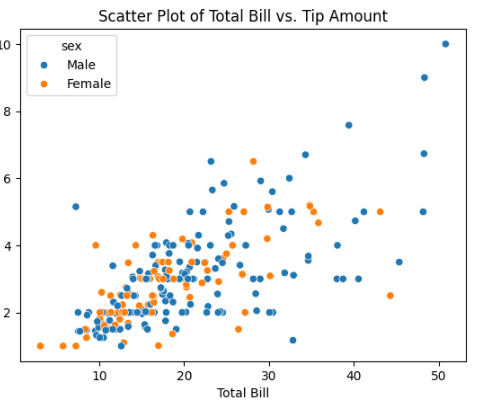 Scatter Plot of Total Bill vs. Tip Amount
sex
Male
Female
10
8
6
4
2
10 20 30 40 50
Total Bill